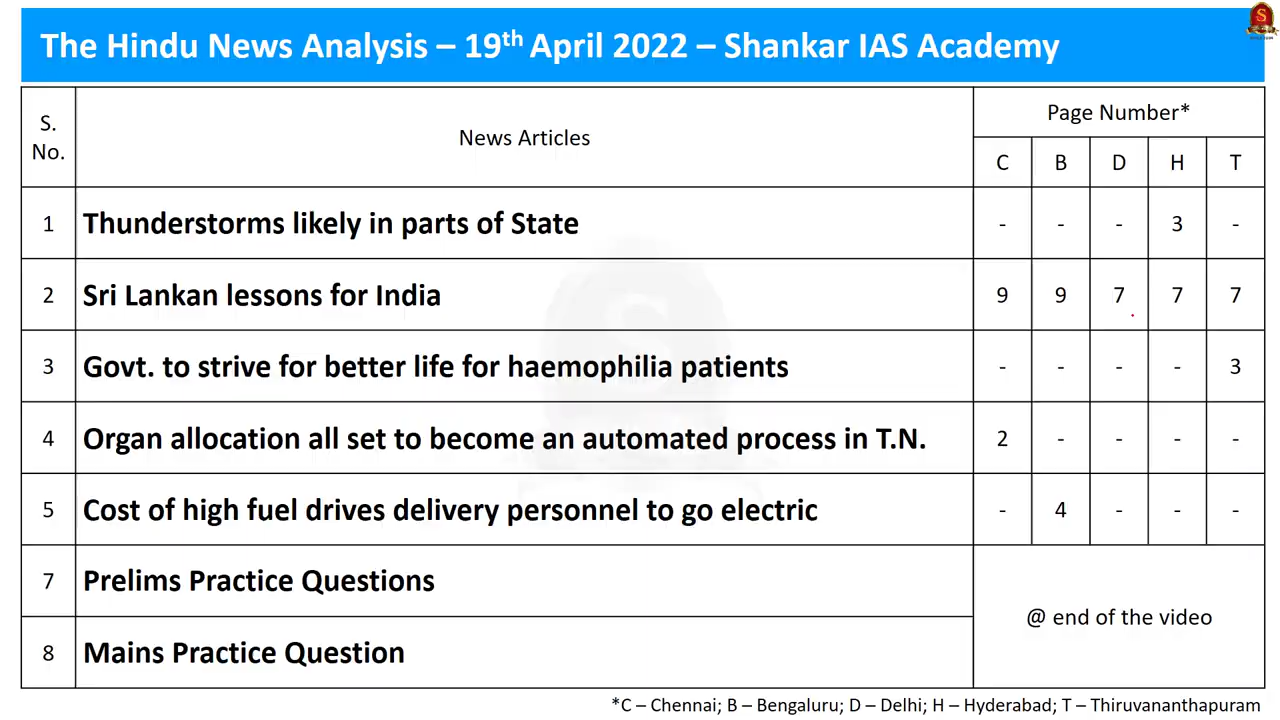 The Hindu News Analysis – 19th April 2022 – Shankar IAS Academy
S. No. News Articles Page Number*
C B D H T
1 Thunderstorms likely in parts of State - - - 3 -
2 Sri Lankan lessons for India 9 9 7 7 7
3 Govt. to strive for better life for haemophilia patients - - - - 3
4 Organ allocation all set to become an automated process in T.N. 2 - - - -
5 Cost of high fuel drives delivery personnel to go electric - 4 - - -
7 Prelims Practice Questions
@ end of the video
8 Mains Practice Question
*C – Chennai; B – Bengaluru; D – Delhi; H – Hyderabad; T – Thiruvananthapuram